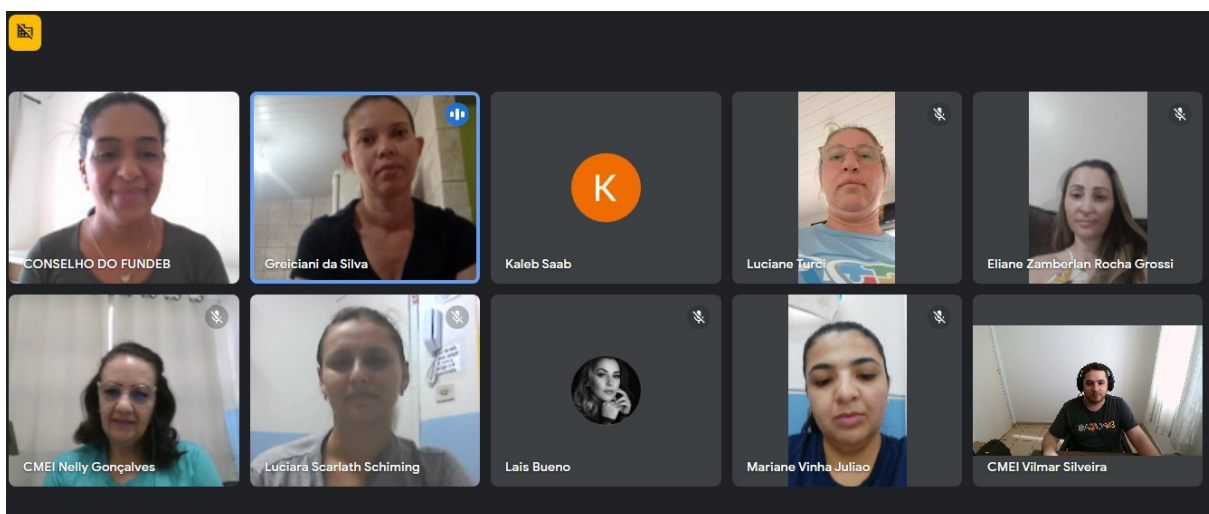 CONSELHO DO FUNDEB
Greiciani da Silva
K
Kaleb Saab
Luciane Turci
Eliane Zamberlan Rocha Grossi
CMEI Nelly Gonçalves
Luciara Scarlath Schiming
Lais Bueno
Mariane Vinha Juliao
CMEI Vilmar Silveira